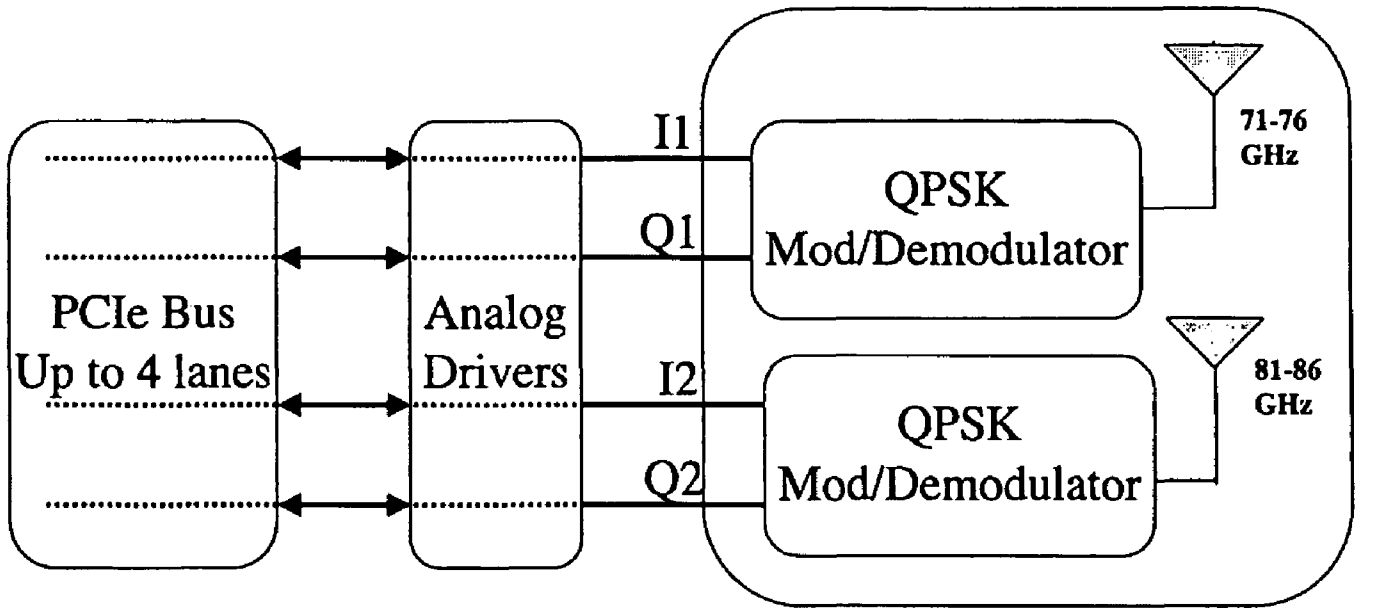 PCIe Bus
Up to 4 lanes
Analog
Drivers
I1
Q1
I2
Q2
QPSK
Mod/Demodulator
71-76
GHz
QPSK
Mod/Demodulator
81-86
GHz